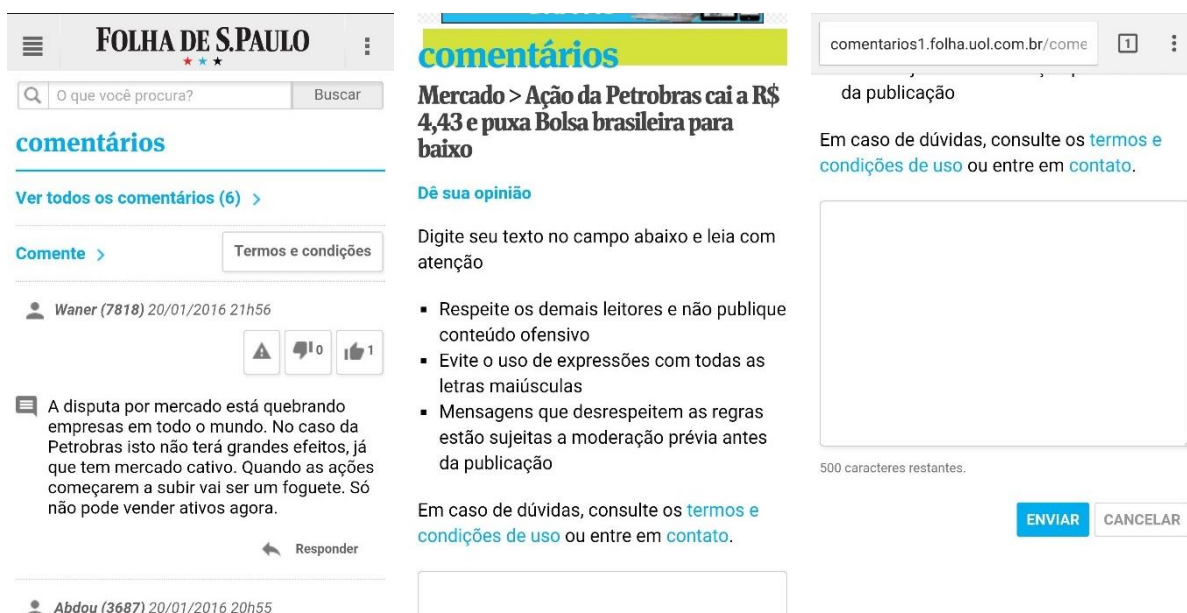 FOLHA DE S.PAULO
O que você procura?
Buscar
comentários
Ver todos os comentários (6) >
Comente >
Termos e condições
Waner (7818) 20/01/2016 21h56
0
1
A disputa por mercado está quebrando
empresas em todo o mundo. No caso da
Petrobras isto não terá grandes efeitos, já
que tem mercado cativo. Quando as ações
começarem a subir vai ser um foguete. Só
não pode vender ativos agora.
Responder
Abdou (3687) 20/01/2016 20h55
comentários
Mercado > Ação da Petrobras cai a R$
4,43 e puxa Bolsa brasileira para
baixo
Dê sua opinião
Digite seu texto no campo abaixo e leia com
atenção
▪ Respeite os demais leitores e não publique
conteúdo ofensivo
▪ Evite o uso de expressões com todas as
letras maiúsculas
▪ Mensagens que desrespeitem as regras
estão sujeitas a moderação prévia antes
da publicação
Em caso de dúvidas, consulte os termos e
condições de uso ou entre em contato.
comentarios1.folha.uol.com.br/come
1
da publicação
Em caso de dúvidas, consulte os termos e
condições de uso ou entre em contato.
500 caracteres restantes.
ENVIAR
CANCELAR